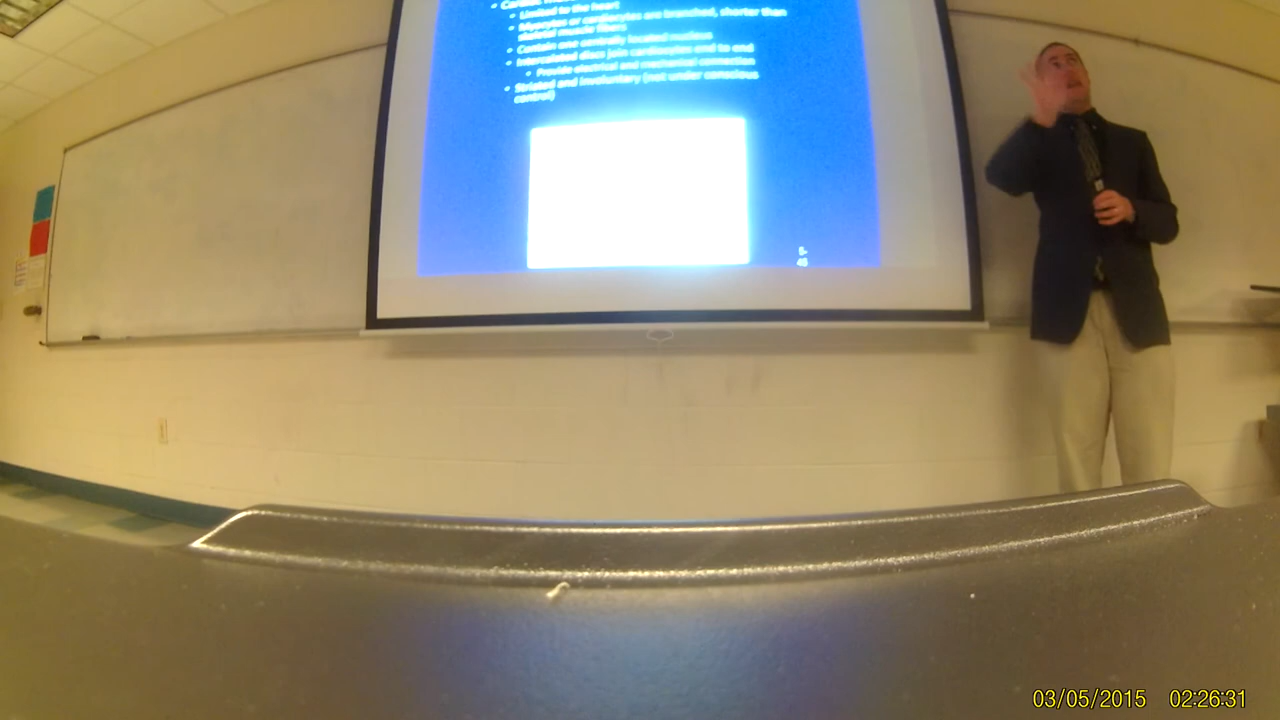 Limited to the heart
Myocytes or cardiocytes are branched, shorter than
skeletal muscle fibers
Contain one centrally located nucleus
Intercalated discs join cardiocytes end to end
Provide electrical and mechanical connection
Striated and involuntary (not under conscious
control)
5-
03/05/2015 02:26:31